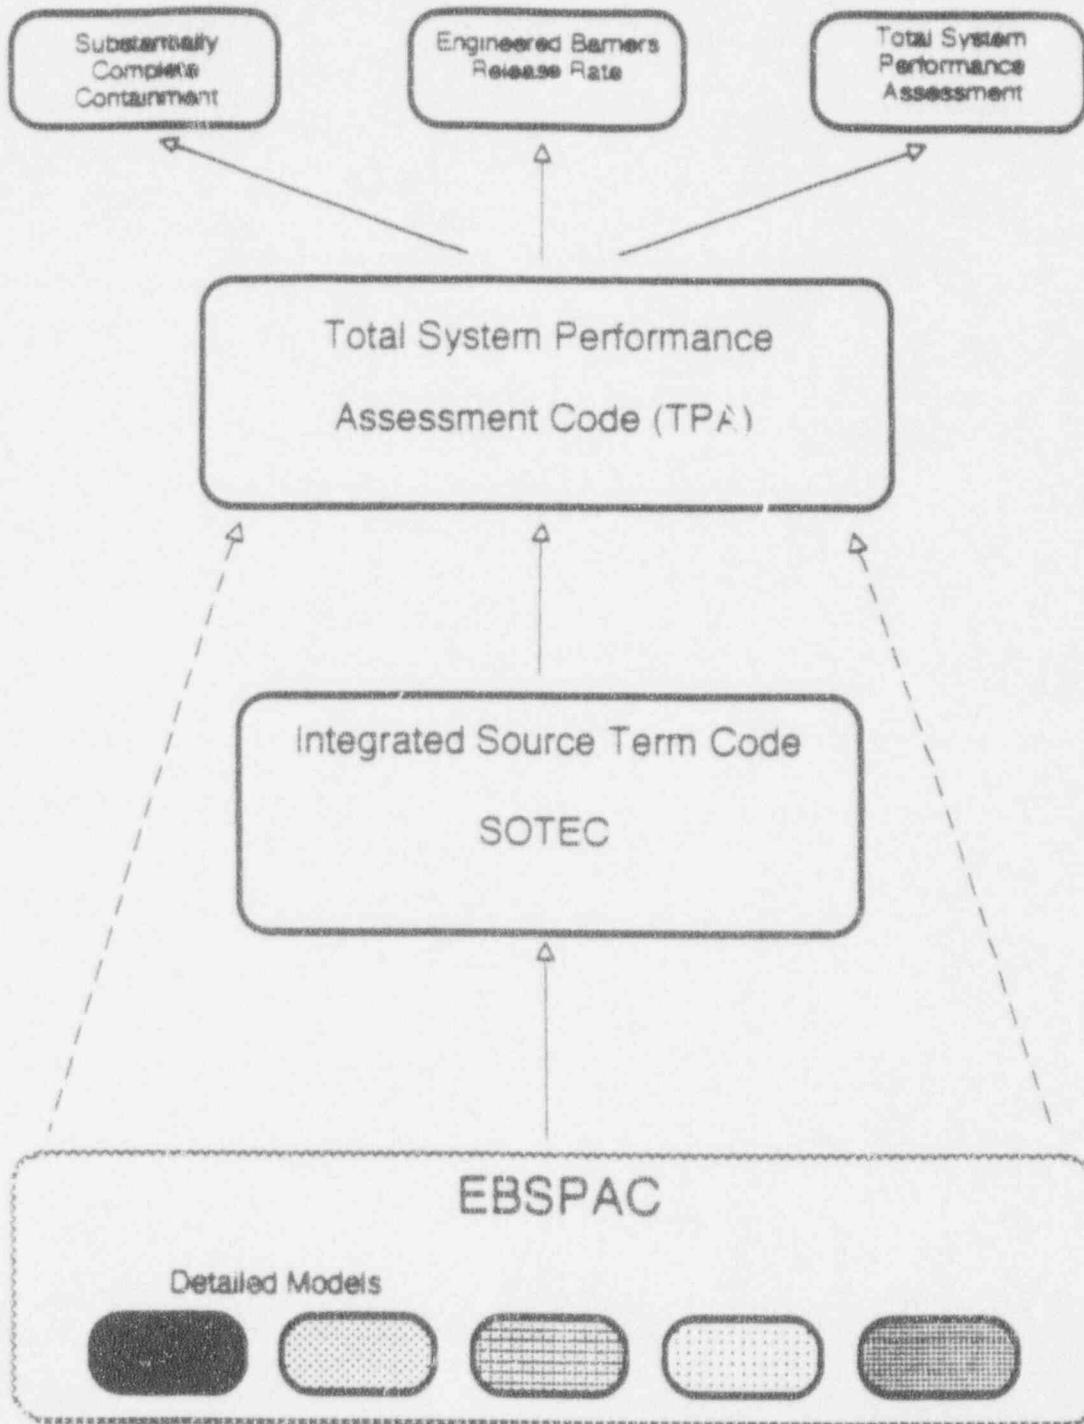 Substantially
Complete
Containment
Engineered Barriers
Release Rate
Total System
Performance
Assessment
Total System Performance
Assessment Code (TPA)
Integrated Source Term Code
SOTEC
EBSPAC
Detailed Models